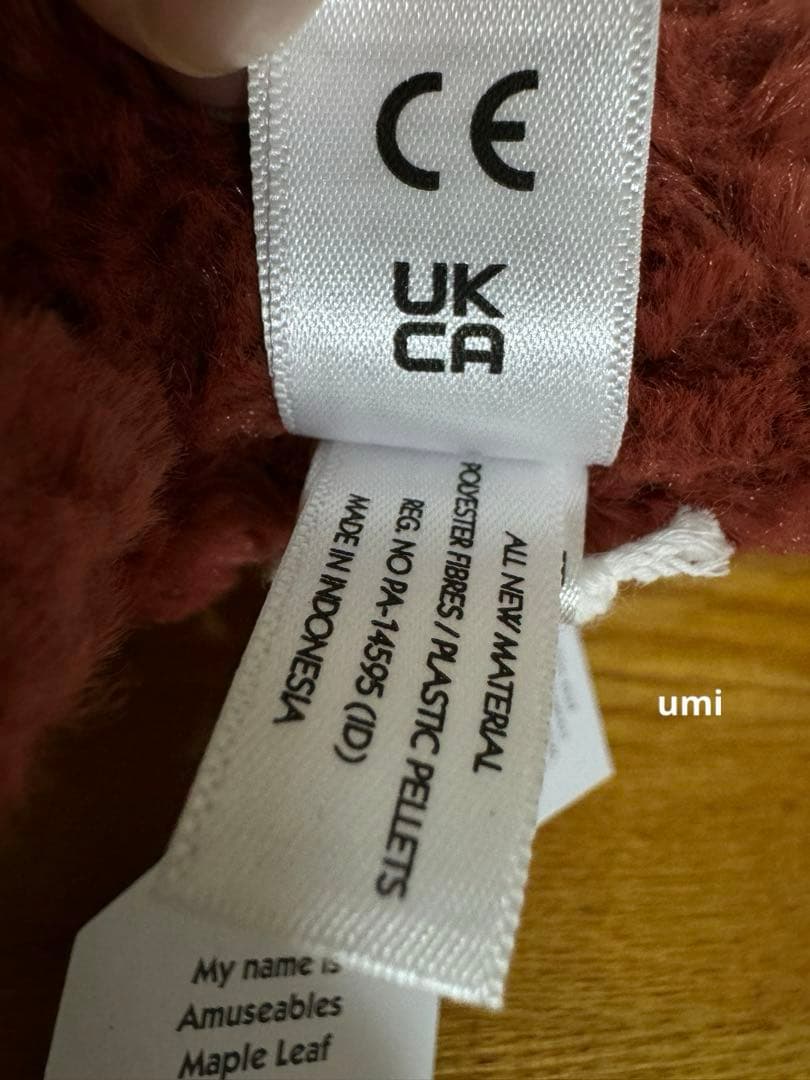 CE
UK
CA
ALL NEW MATERIAL
POLYESTER FIBRES / PLASTIC PELLETS
REG. NO PA-14595 (ID)
MADE IN INDONESIA
umi
My name is
Amuseables
Maple Leaf